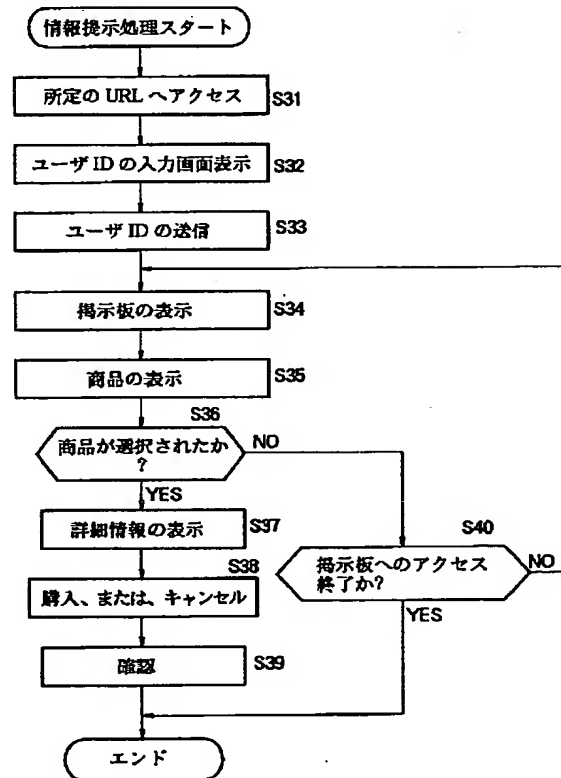 情報提示処理スタート
所定の URL へアクセス S31
ユーザ ID の入力画面表示 S32
ユーザ ID の送信 S33
掲示板の表示 S34
商品の表示 S35
S36
商品が選択されたか
?
NO
YES
詳細情報の表示 S37
S40
掲示板へのアクセス
終了か?
NO
S38
購入、または、キャンセル
YES
確認 S39
エンド